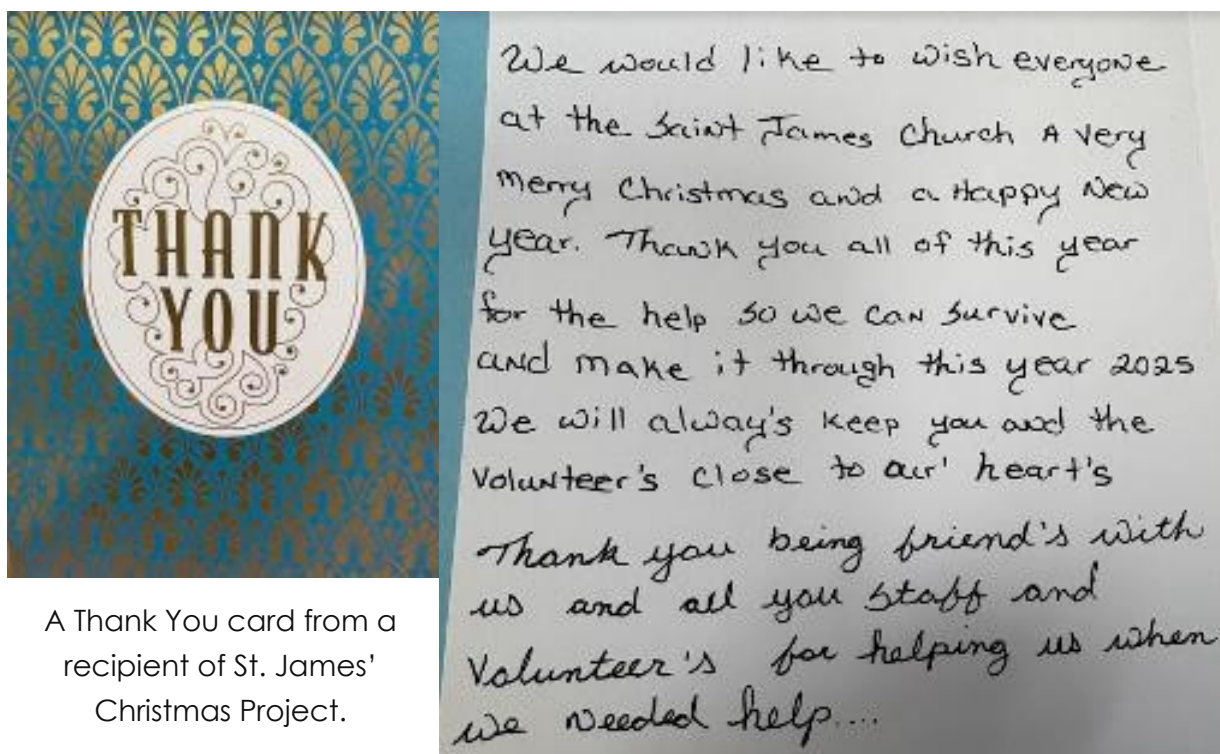 THANK
YOU
A Thank You card from a
recipient of St. James'
Christmas Project.
We would like to wish everyone
at the Saint James Church A very
merry Christmas and a Happy New
year. Thank you all of this year
for the help so we can survive
and make it through this year 2025
We will alway's keep you and the
Volunteer's close to our' heart's
Thank you being friend's with
us and all you staff and
Volunteer's for helping us when
we needed help....